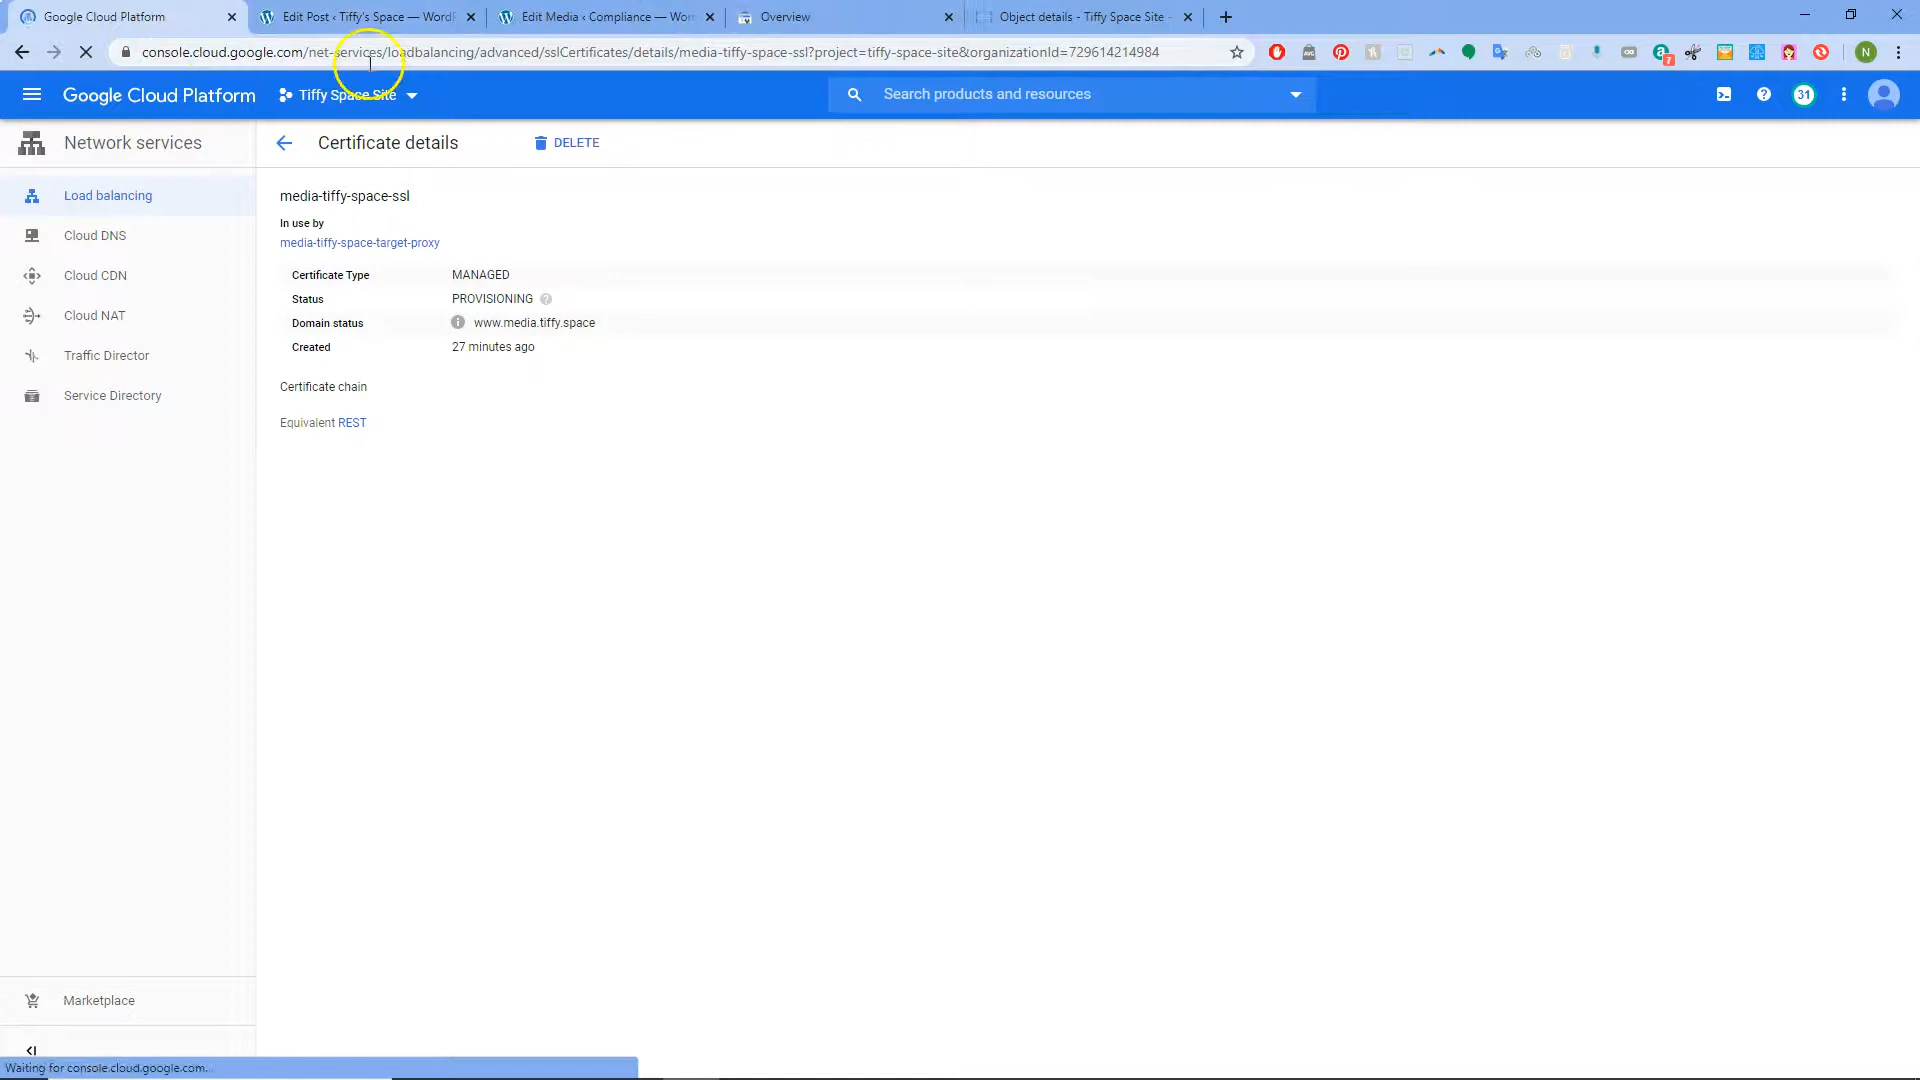 Google Cloud Platform
Edit Post ‹ Tiffy's Space — WordP
Edit Media ‹ Compliance — Wor
Overview
Object details - Tiffy Space Site -
console.cloud.google.com/net-services/loadbalancing/advanced/sslCertificates/details/media-tiffy-space-ssl?project=tiffy-space-site&organizationId=729614214984
7
N
Google Cloud Platform
Tiffy Space Site
Search products and resources
31
Network services
Certificate details
DELETE
Load balancing
Cloud DNS
Cloud CDN
Cloud NAT
Traffic Director
Service Directory
media-tiffy-space-ssl
In use by
media-tiffy-space-target-proxy
Certificate Type MANAGED
Status PROVISIONING
Domain status www.media.tiffy.space
Created 27 minutes ago
Certificate chain
Equivalent REST
Marketplace
Waiting for console.cloud.google.com...